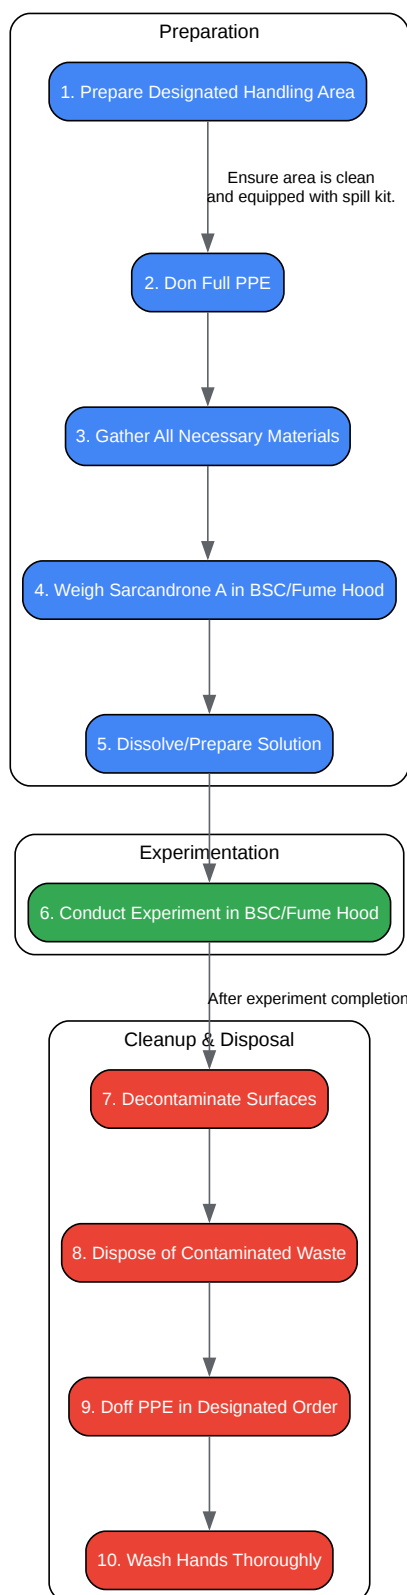 Preparation
1. Prepare Designated Handling Area
Ensure area is clean
and equipped with spill kit.
2. Don Full PPE
3. Gather All Necessary Materials
4. Weigh Sarcandrone A in BSC/Fume Hood
5. Dissolve/Prepare Solution
Experimentation
6. Conduct Experiment in BSC/Fume Hood
After experiment completion
Cleanup & Disposal
7. Decontaminate Surfaces
8. Dispose of Contaminated Waste
9. Doff PPE in Designated Order
10. Wash Hands Thoroughly